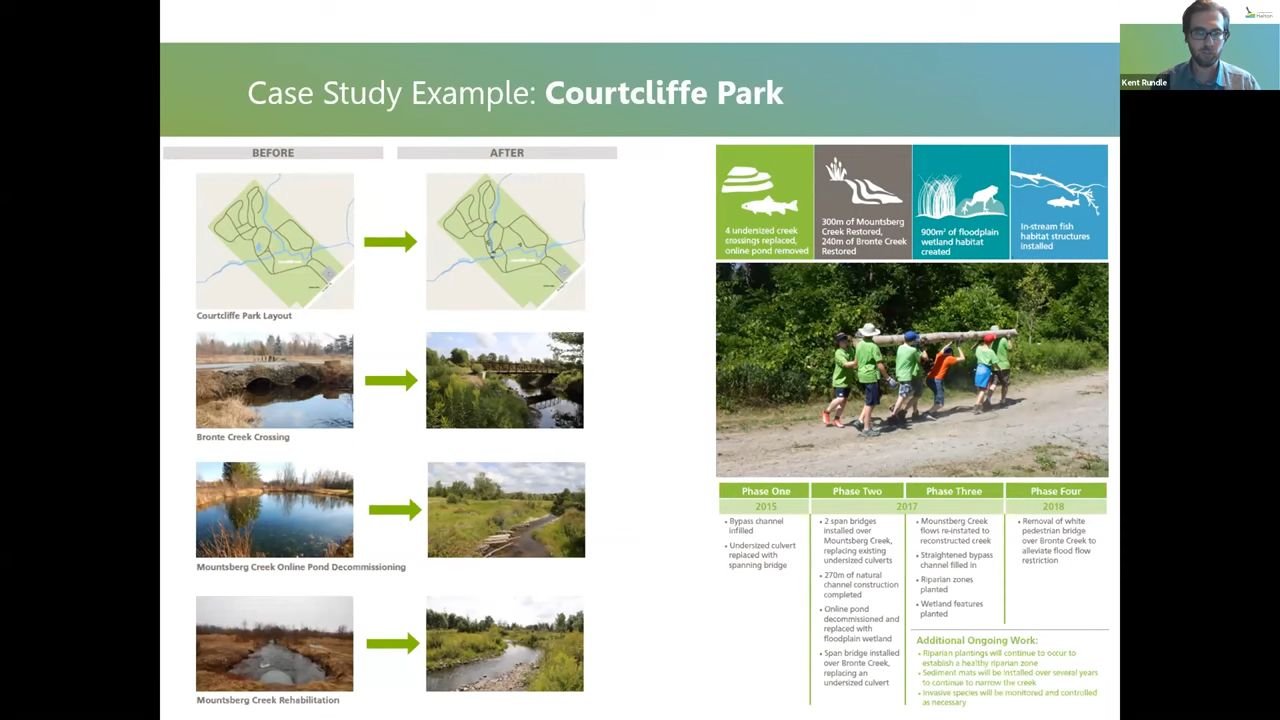 Case Study Example: Courtcliffe Park
Halton
Kent Rundle
BEFORE
AFTER
Courtcliffe Park Layout
Bronte Creek Crossing
Mountsberg Creek Online Pond Decommissioning
Mountsberg Creek Rehabilitation
4 undersized creek
crossings replaced,
online pond removed
300m of Mountsberg
Creek Restored,
240m of Bronte Creek
Restored
900m² of floodplain
wetland habitat
created
In-stream fish
habitat structures
installed
Phase One
Phase Two
Phase Three
Phase Four
2015
2017
2018
• Bypass channel
infilled
• Undersized culvert
replaced with
spanning bridge
• 2 span bridges
installed over
Mountsberg Creek,
replacing existing
undersized culverts
• 270m of natural
channel construction
completed
• Online pond
decommissioned and
replaced with
floodplain wetland
• Span bridge installed
over Bronte Creek,
replacing an
undersized culvert
• Mounstberg Creek
flows re-instated to
reconstructed creek
• Straightened bypass
channel filled in
• Riparian zones
planted
• Wetland features
planted
• Removal of white
pedestrian bridge
over Bronte Creek to
alleviate flood flow
restriction
Additional Ongoing Work:
• Riparian plantings will continue to occur to
establish a healthy riparian zone
• Sediment mats will be installed over several years
to continue to narrow the creek
• Invasive species will be monitored and controlled
as necessary